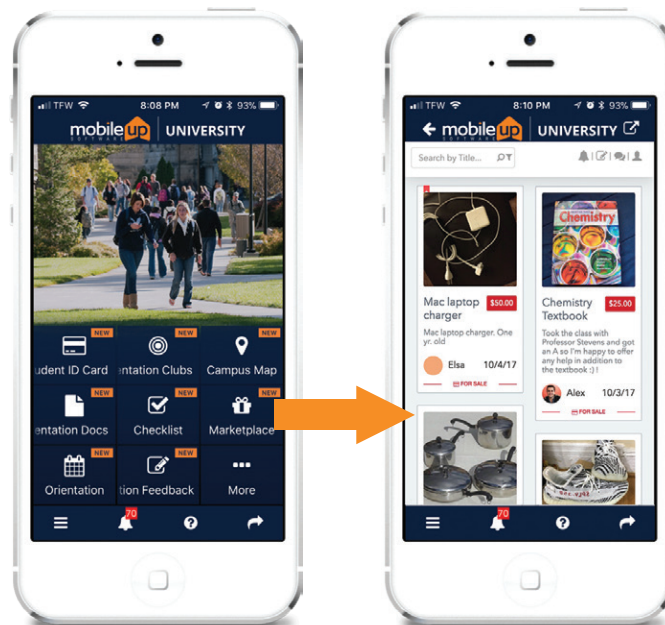 TFW 8:08 PM 93%
mobileup UNIVERSITY
SOFTWARE
NEW NEW NEW
udent ID Card entation Clubs Campus Map
NEW NEW NEW
entation Docs Checklist Marketplace
NEW NEW
Orientation tion Feedback More
70
TFW 8:10 PM 93%
mobileup UNIVERSITY
SOFTWARE
Search by Title...
Mac laptop charger
$50.00
Mac laptop charger. One yr. old
Elsa 10/4/17
FOR SALE
Chemistry
Chemistry Textbook
$25.00
Took the class with
Professor Stevens and got
an A so I'm happy to offer
any help in addition to
the textbook :) !
Alex 10/3/17
FOR SALE
70